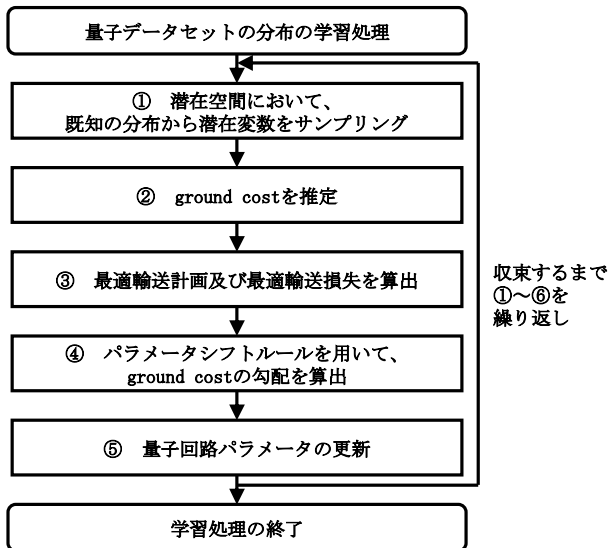 量子データセットの分布の学習処理
① 潜在空間において、
既知の分布から潜在変数をサンプリング
② ground costを推定
③ 最適輸送計画及び最適輸送損失を算出
④ パラメータシフトルールを用いて、
ground costの勾配を算出
⑤ 量子回路パラメータの更新
収束するまで
①～⑥を
繰り返し
学習処理の終了